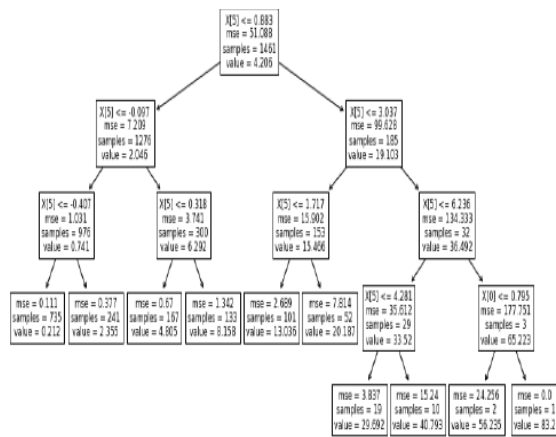 X[5] <= 0.883
mse = 51.088
samples = 1461
value = 4.206
X[5] <= -0.097
mse = 7.209
samples = 1276
value = 2.046
X[5] <= 3.037
mse = 99.628
samples = 185
value = 19.103
X[5] <= -0.407
mse = 1.031
samples = 976
value = 0.741
X[5] <= 0.318
mse = 3.741
samples = 300
value = 6.292
X[5] <= 1.717
mse = 15.902
samples = 153
value = 15.466
X[5] <= 6.236
mse = 134.333
samples = 32
value = 36.492
mse = 0.111
samples = 735
value = 0.212
mse = 0.377
samples = 241
value = 2.355
mse = 0.67
samples = 167
value = 4.805
mse = 1.342
samples = 133
value = 8.158
mse = 2.689
samples = 101
value = 13.036
mse = 7.814
samples = 52
value = 20.187
X[5] <= 4.281
mse = 35.612
samples = 29
value = 33.52
X[0] <= 0.795
mse = 177.751
samples = 3
value = 65.223
mse = 3.837
samples = 19
value = 29.692
mse = 15.24
samples = 10
value = 40.793
mse = 24.256
samples = 2
value = 56.235
mse = 0.0
samples = 1
value = 83.2